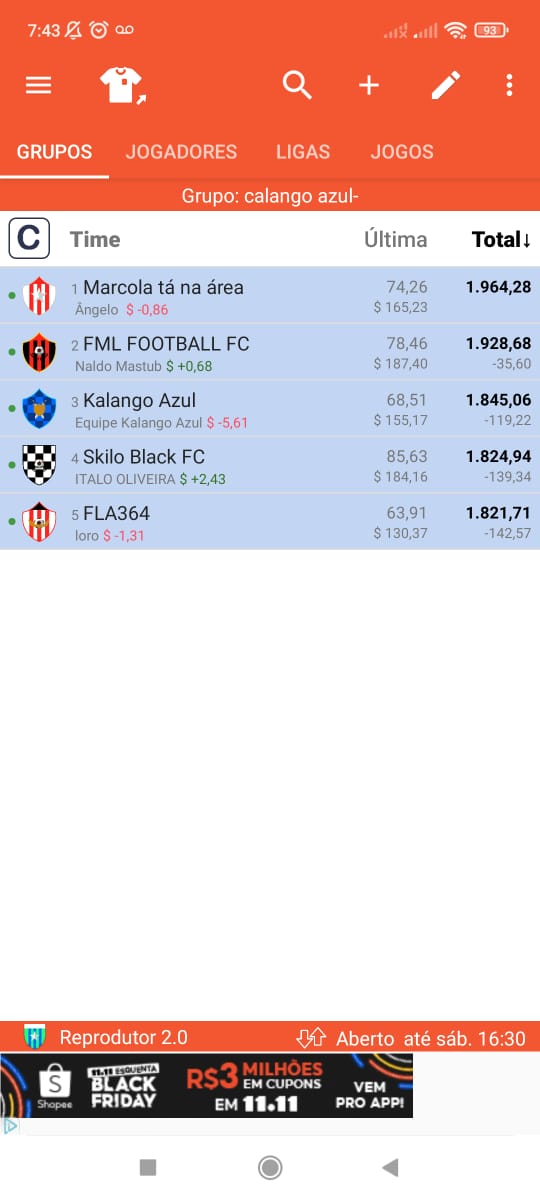 7:43
93
GRUPOS JOGADORES LIGAS JOGOS
Grupo: calango azul-
C Time Última Total↓
1 Marcola tá na área 74,26 1.964,28
Ângelo $ -0,86 $ 165,23
2 FML FOOTBALL FC 78,46 1.928,68
Naldo Mastub $ +0,68 $ 187,40 -35,60
3 Kalango Azul 68,51 1.845,06
Equipe Kalango Azul $ -5,61 $ 155,17 -119,22
4 Skilo Black FC 85,63 1.824,94
ITALO OLIVEIRA $ +2,43 $ 184,16 -139,34
5 FLA364 63,91 1.821,71
loro $ -1,31 $ 130,37 -142,57
Reprodutor 2.0 Aberto até sáb. 16:30
S
Shopee
11.11 ESQUENTA
BLACK
FRIDAY
R$3 MILHÕES
EM CUPONS
EM 11.11
VEM
PRO APP!